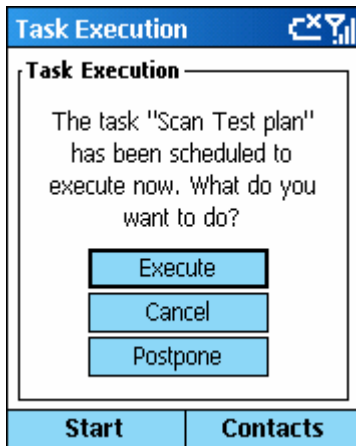 Task Execution
Task Execution
The task "Scan Test plan"
has been scheduled to
execute now. What do you
want to do?
Execute
Cancel
Postpone
Start Contacts